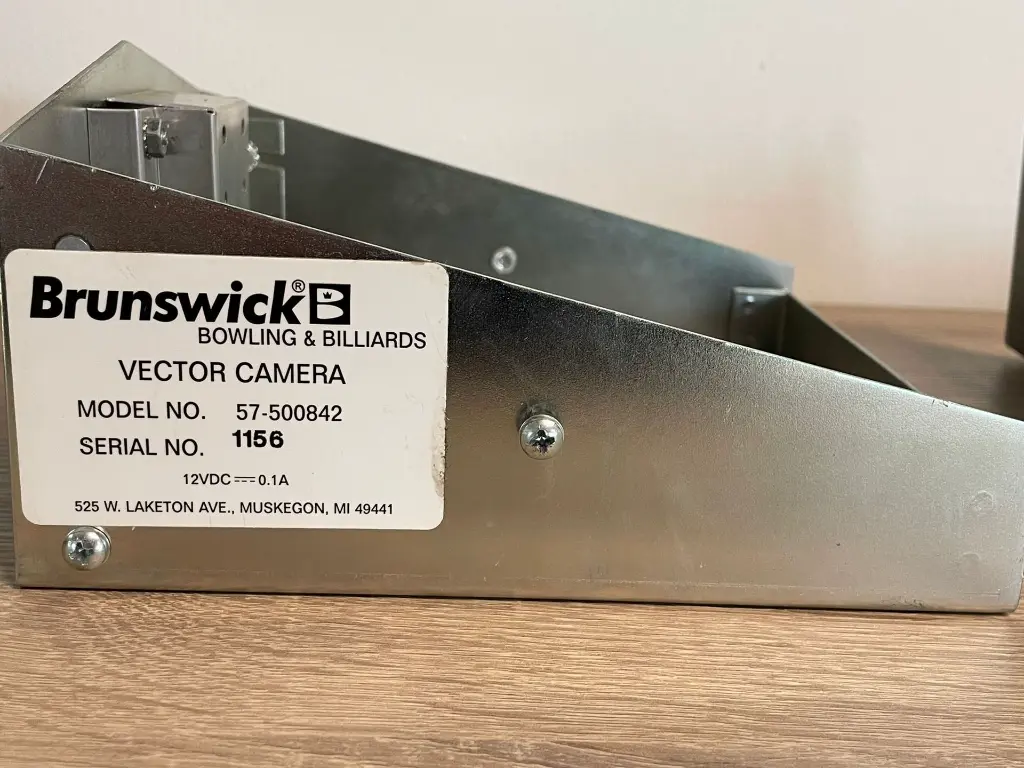 Brunswick® B
BOWLING & BILLIARDS
VECTOR CAMERA
MODEL NO. 57-500842
SERIAL NO. 1156
12VDC ⎓ 0.1A
525 W. LAKETON AVE., MUSKEGON, MI 49441